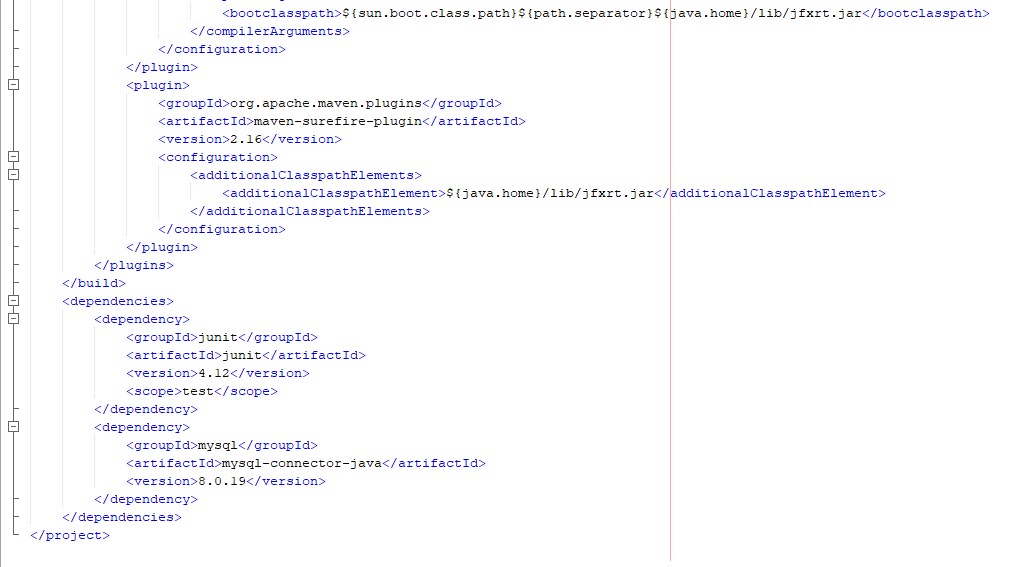 <bootclasspath>${sun.boot.class.path}${path.separator}${java.home}/lib/jfxrt.jar</bootclasspath>
</compilerArguments>
</configuration>
</plugin>
<plugin>
<groupId>org.apache.maven.plugins</groupId>
<artifactId>maven-surefire-plugin</artifactId>
<version>2.16</version>
<configuration>
<additionalClasspathElements>
<additionalClasspathElement>${java.home}/lib/jfxrt.jar</additionalClasspathElement>
</additionalClasspathElements>
</configuration>
</plugin>
</plugins>
</build>
<dependencies>
<dependency>
<groupId>junit</groupId>
<artifactId>junit</artifactId>
<version>4.12</version>
<scope>test</scope>
</dependency>
<dependency>
<groupId>mysql</groupId>
<artifactId>mysql-connector-java</artifactId>
<version>8.0.19</version>
</dependency>
</dependencies>
</project>